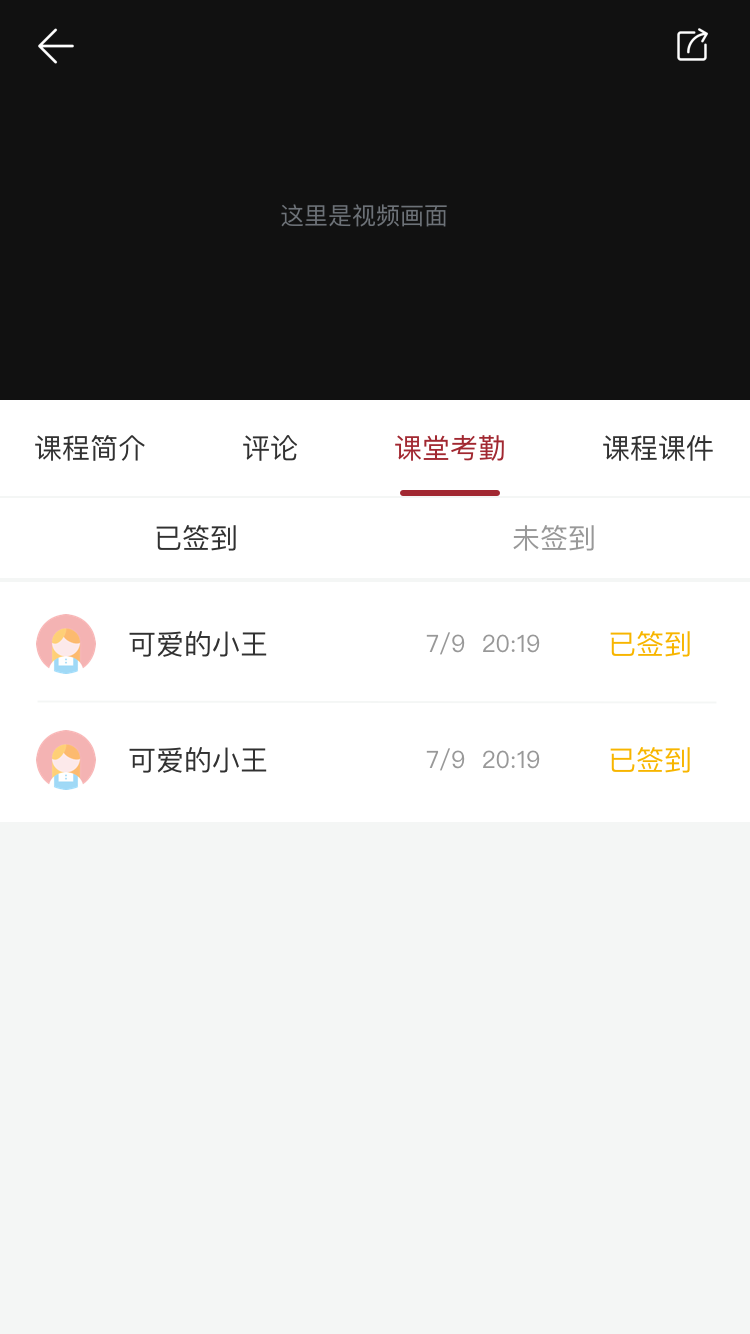 这里是视频画面
课程简介 评论 课堂考勤 课程课件
已签到 未签到
可爱的小王 7/9 20:19 已签到
可爱的小王 7/9 20:19 已签到